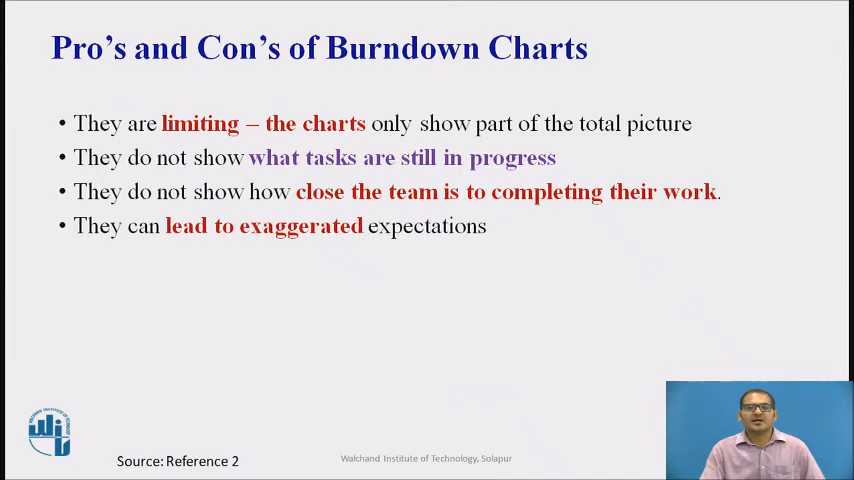 Pro's and Con's of Burndown Charts
• They are limiting – the charts only show part of the total picture
• They do not show what tasks are still in progress
• They do not show how close the team is to completing their work.
• They can lead to exaggerated expectations
Source: Reference 2
Walchand Institute of Technology, Solapur